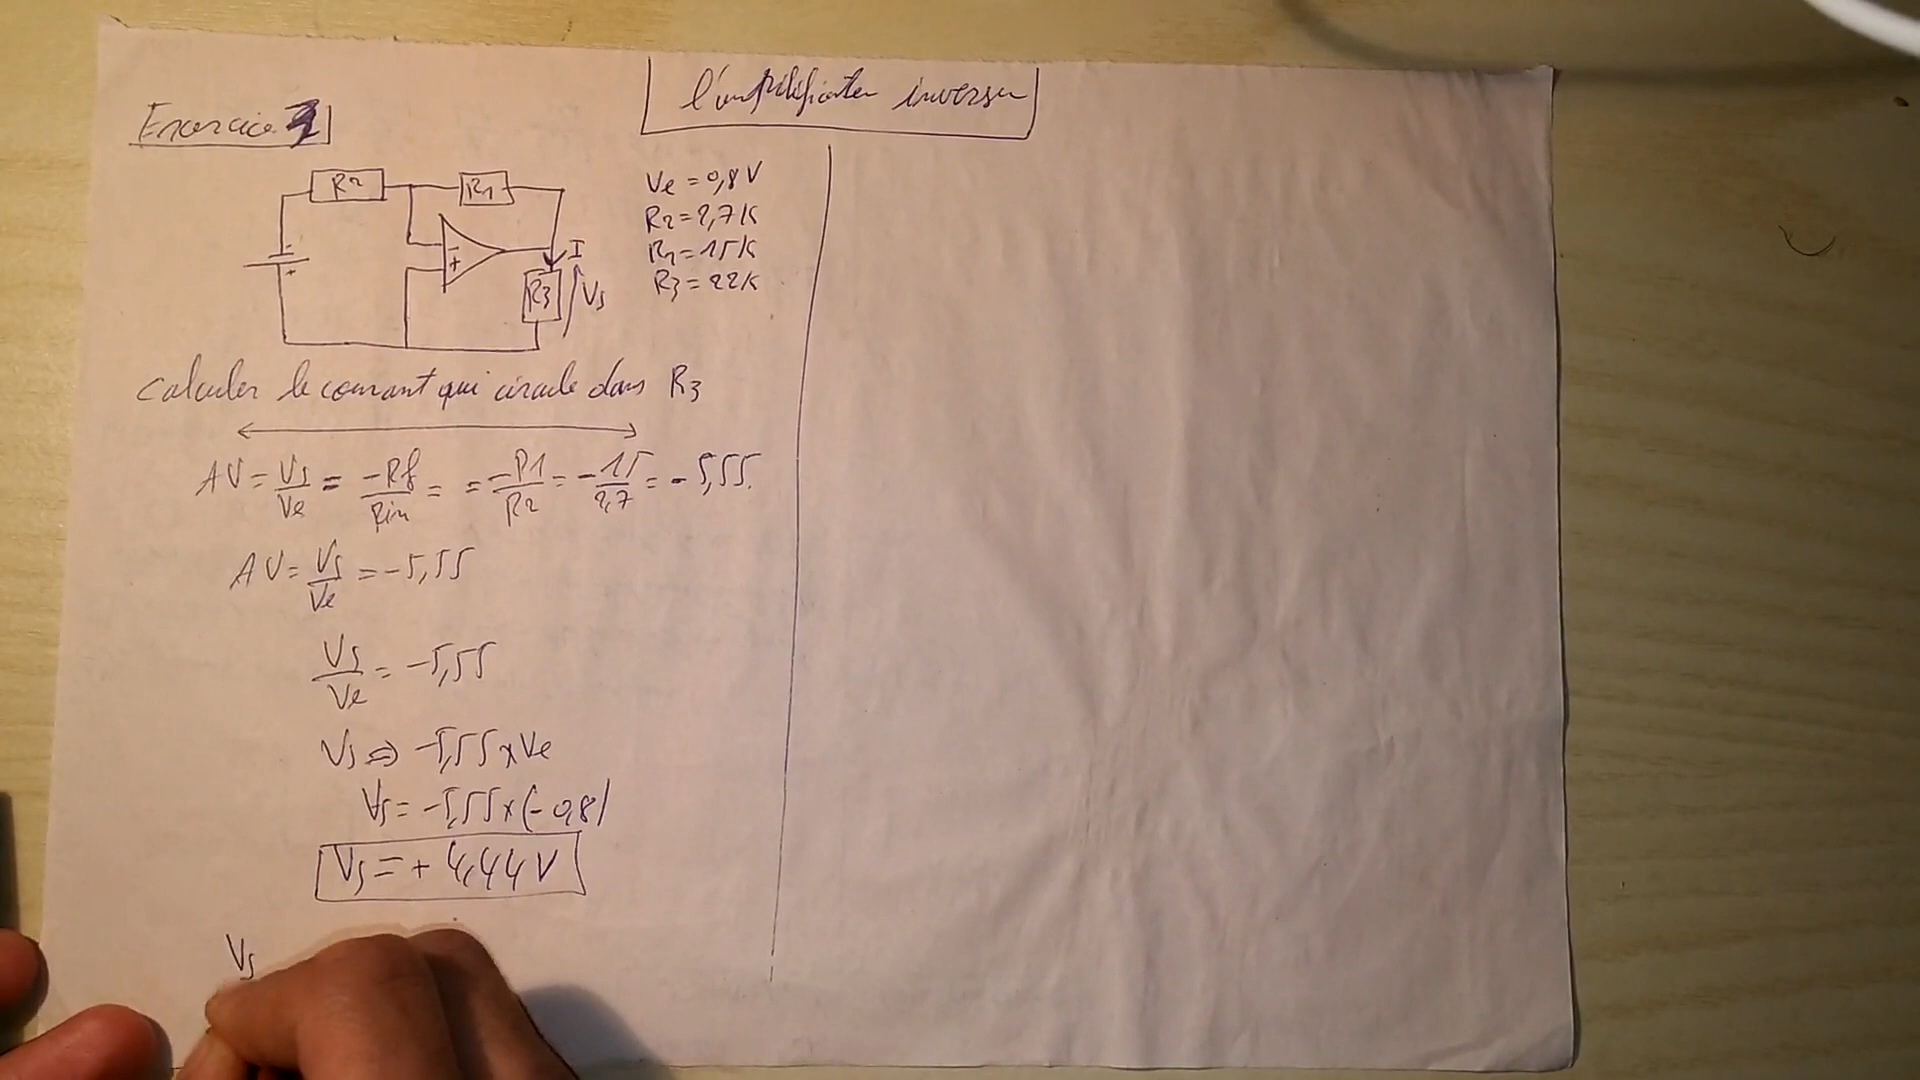 l'amplificateur inverseur
Exercice 2
R2
R1
Ve = 0,8 V
R2 = 2,7 K
R1 = 15 K
R3 = 22 K
-
+
-
+
I
R3
Vs
Calculer le courant qui circule dans R3
AV = Vs/Ve = -Rf/Rin = = -R1/R2 = -15/2,7 = -5,55.
AV = Vs/Ve = -5,55
Vs/Ve = -5,55
Vs ⇔ -5,55 x Ve
Vs = -5,55 x (-0,8)
Vs = + 4,44 V
Vs